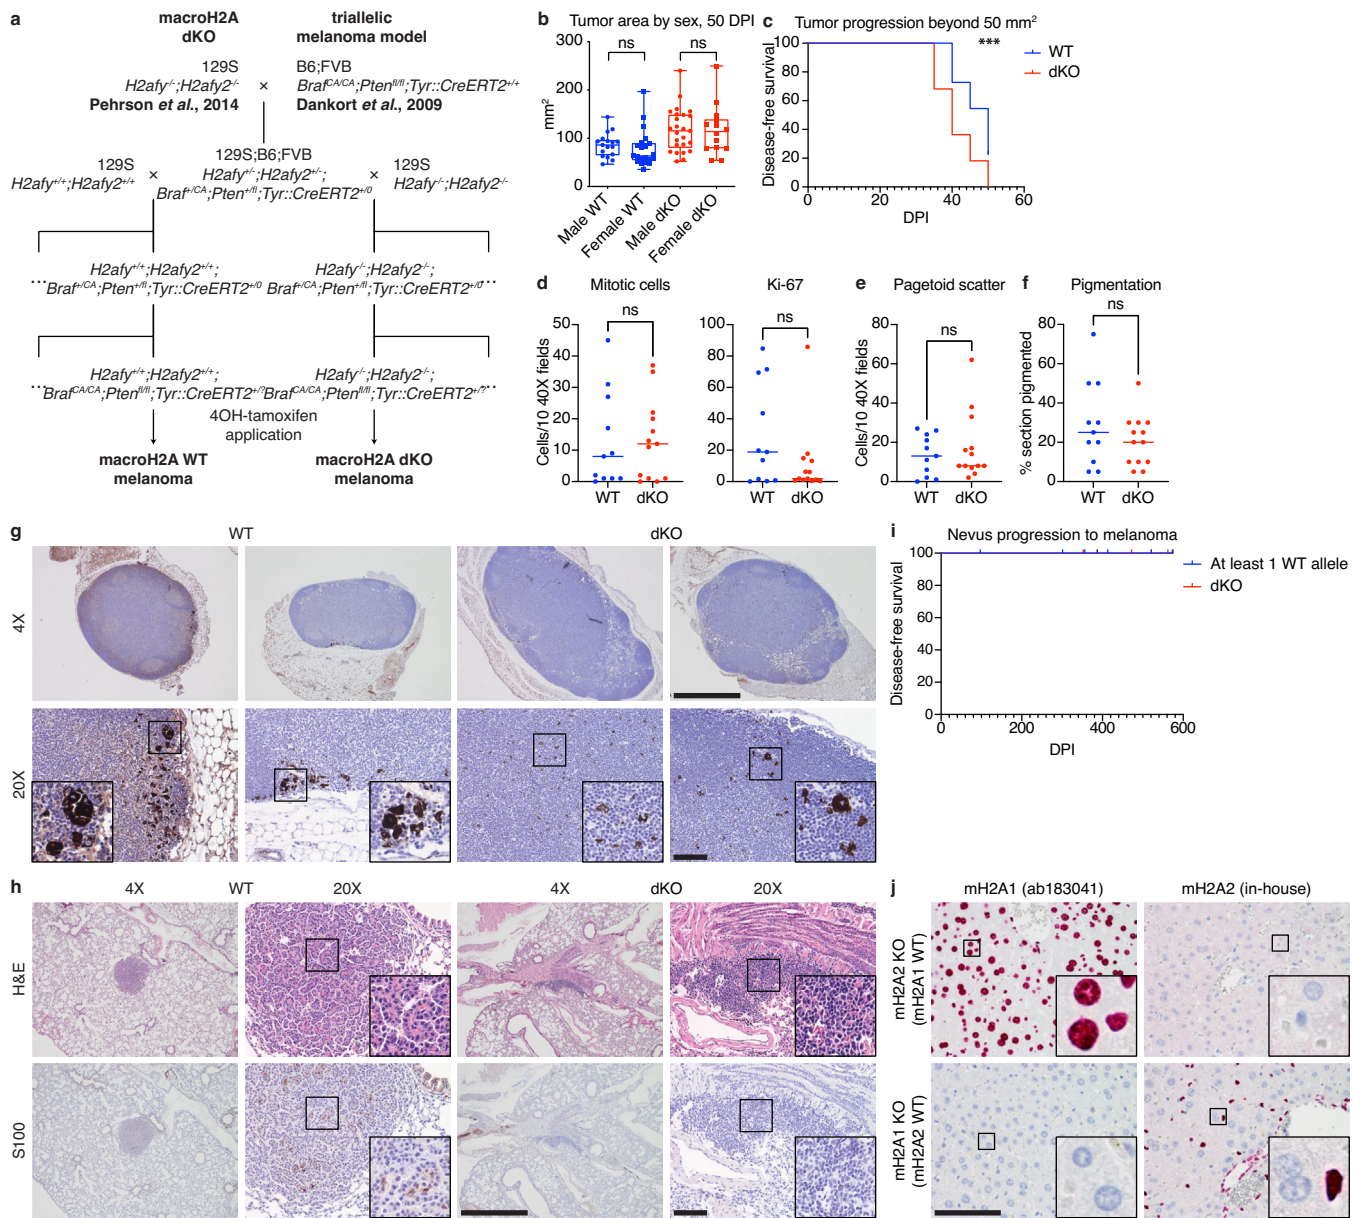 a
macroH2A
dKO
triallelic
melanoma model
129S
H2afy-/-;H2afy2-/-
Pehrson et al., 2014
×
B6;FVB
BrafCA/CA;Ptenfl/fl;Tyr::CreERT2+/+
Dankort et al., 2009
129S
H2afy+/+;H2afy2+/+
×
129S;B6;FVB
H2afy+/-;H2afy2+/-;
Braf+/CA;Pten+/fl;Tyr::CreERT2+/0
×
129S
H2afy-/-;H2afy2-/-
H2afy+/+;H2afy2+/+;
...Braf+/CA;Pten+/fl;Tyr::CreERT2+/0
H2afy-/-;H2afy2-/-;
Braf+/CA;Pten+/fl;Tyr::CreERT2+/0...
H2afy+/+;H2afy2+/+;
...BrafCA/CA;Ptenfl/fl;Tyr::CreERT2+/?
H2afy-/-;H2afy2-/-;
BrafCA/CA;Ptenfl/fl;Tyr::CreERT2+/?...
4OH-tamoxifen
application
macroH2A WT
melanoma
macroH2A dKO
melanoma
b
Tumor area by sex, 50 DPI
mm2
300
200
100
0
ns
ns
Male WT
Female WT
Male dKO
Female dKO
c
Tumor progression beyond 50 mm2
Disease-free survival
100
80
60
40
20
0
***
WT
dKO
0 20 40 60
DPI
d
Mitotic cells
Cells/10 40X fields
50
40
30
20
10
0
ns
WT dKO
Ki-67
100
80
60
40
20
0
ns
WT dKO
e
Pagetoid scatter
Cells/10 40X fields
80
60
40
20
0
ns
WT dKO
f
Pigmentation
% section pigmented
80
60
40
20
0
ns
WT dKO
g
WT
dKO
4X
20X
h
4X WT 20X
4X dKO 20X
H&E
S100
i
Nevus progression to melanoma
Disease-free survival
100
80
60
40
20
0
At least 1 WT allele
dKO
0 200 400 600
DPI
j
mH2A1 (ab183041)
mH2A2 (in-house)
mH2A2 KO
(mH2A1 WT)
mH2A1 KO
(mH2A2 WT)